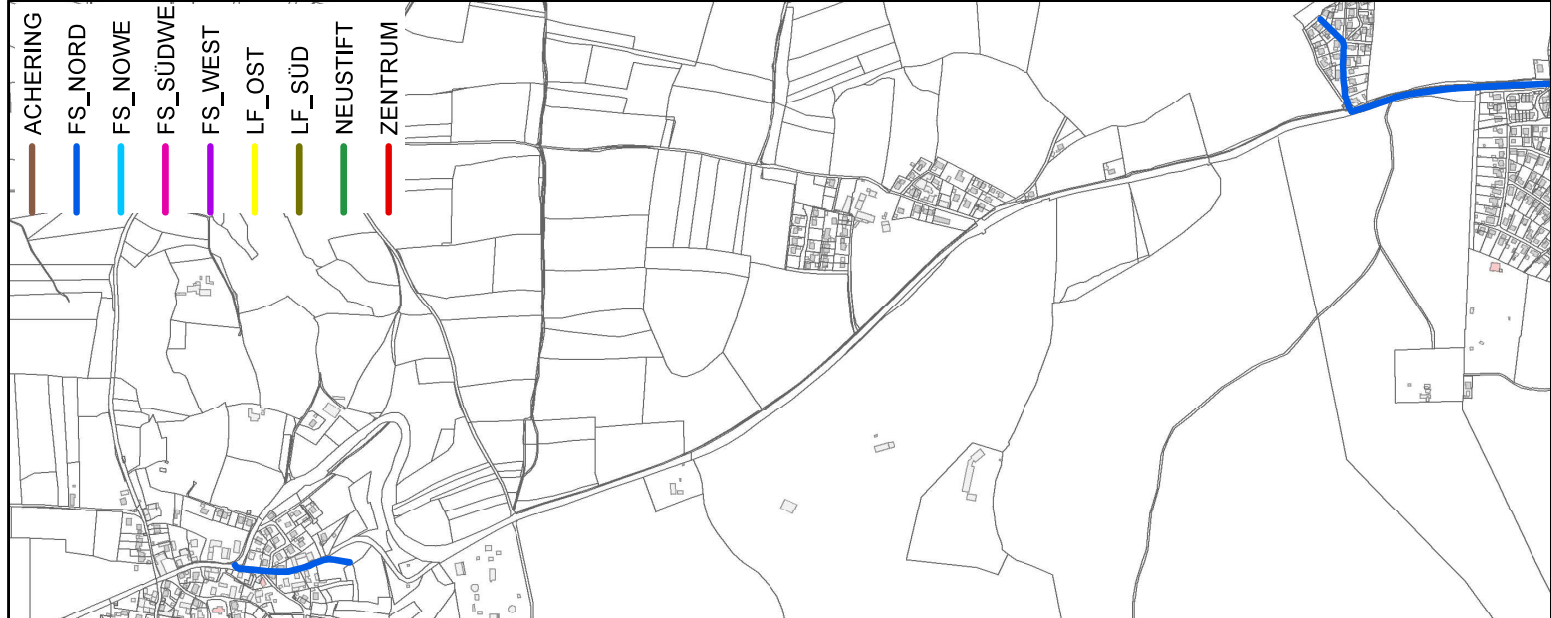 ACHERING
FS_NORD
FS_NOWE
FS_SÜDWE
FS_WEST
LF_OST
LF_SÜD
NEUSTIFT
ZENTRUM